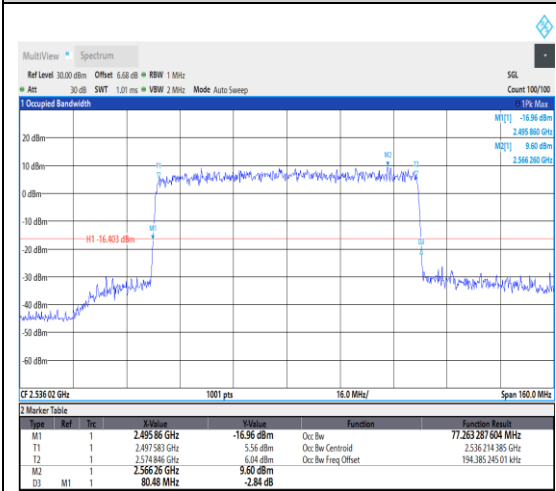 MultiView Spectrum
Ref Level 30.00 dBm Offset 6.68 dB RBW 1 MHz SGL
Att 30 dB SWT 1.01 ms VBW 2 MHz Mode Auto Sweep Count 100/100
1 Occupied Bandwidth 1Pk Max
M1[1] -16.96 dBm
2.495 860 GHz
M2[1] 9.60 dBm
2.566 260 GHz
20 dBm
10 dBm
0 dBm
-10 dBm
-20 dBm
-30 dBm
-40 dBm
-50 dBm
-60 dBm
T1
M2
T2
M1
H1 -16.403 dBm
D3
CF 2.536 02 GHz 1001 pts 16.0 MHz/ Span 160.0 MHz
2 Marker Table
Type Ref Trc X-Value Y-Value Function Function Result
M1 1 2.495 86 GHz -16.96 dBm Occ Bw 77.263 287 604 MHz
T1 1 2.497 583 GHz 5.56 dBm Occ Bw Centroid 2.536 214 385 GHz
T2 1 2.574 846 GHz 6.04 dBm Occ Bw Freq Offset 194.385 245 01 kHz
M2 1 2.566 26 GHz 9.60 dBm
D3 M1 1 80.48 MHz -2.84 dB